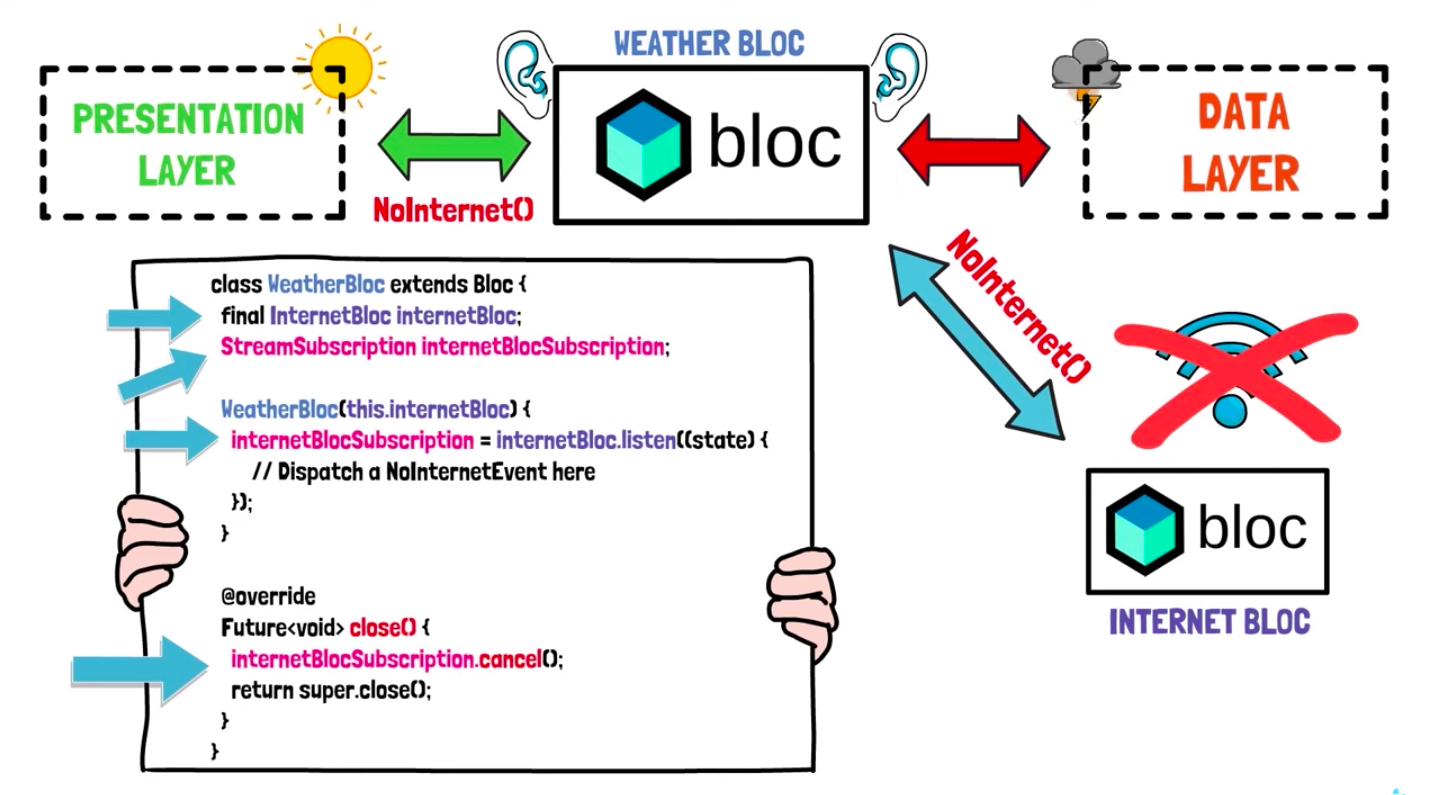 WEATHER BLOC
PRESENTATION
LAYER
bloc
DATA
LAYER
NoInternet()
NoInternet()
class WeatherBloc extends Bloc {
final InternetBloc internetBloc;
StreamSubscription internetBlocSubscription;
WeatherBloc(this.internetBloc) {
internetBlocSubscription = internetBloc.listen((state) {
// Dispatch a NoInternetEvent here
});
}
@override
Future<void> close() {
internetBlocSubscription.cancel();
return super.close();
}
}
bloc
INTERNET BLOC